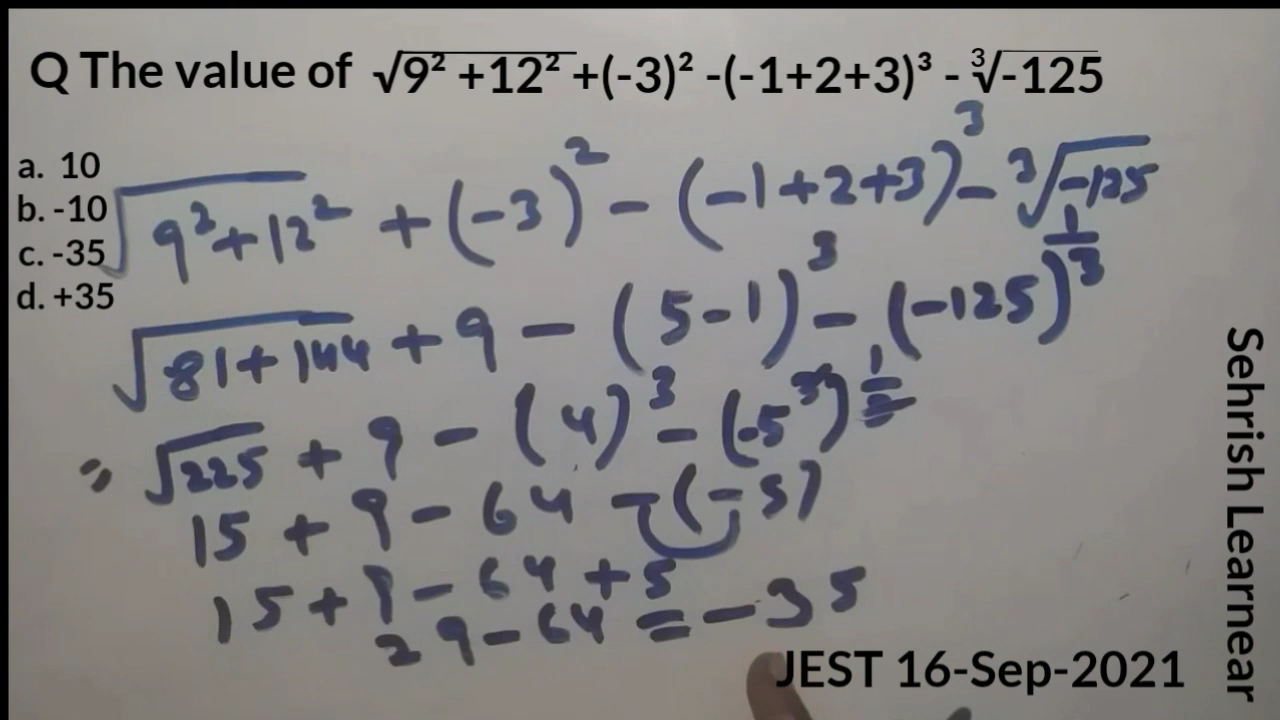 Q The value of √9² +12² +(-3)² -(-1+2+3)³ - ³√-125
a. 10
b. -10
c. -35
d. +35
√9²+12² + (-3)² - (-1+2+3)³ - ³√-125
√81+144 + 9 - (5-1)³ - (-125)^1/3
= √225 + 9 - (4)³ - (-5³)^1/3
15 + 9 - 64 - (-5)
15 + 9 - 64 + 5
29 - 64 = -35
JEST 16-Sep-2021
Sehrish Learnear